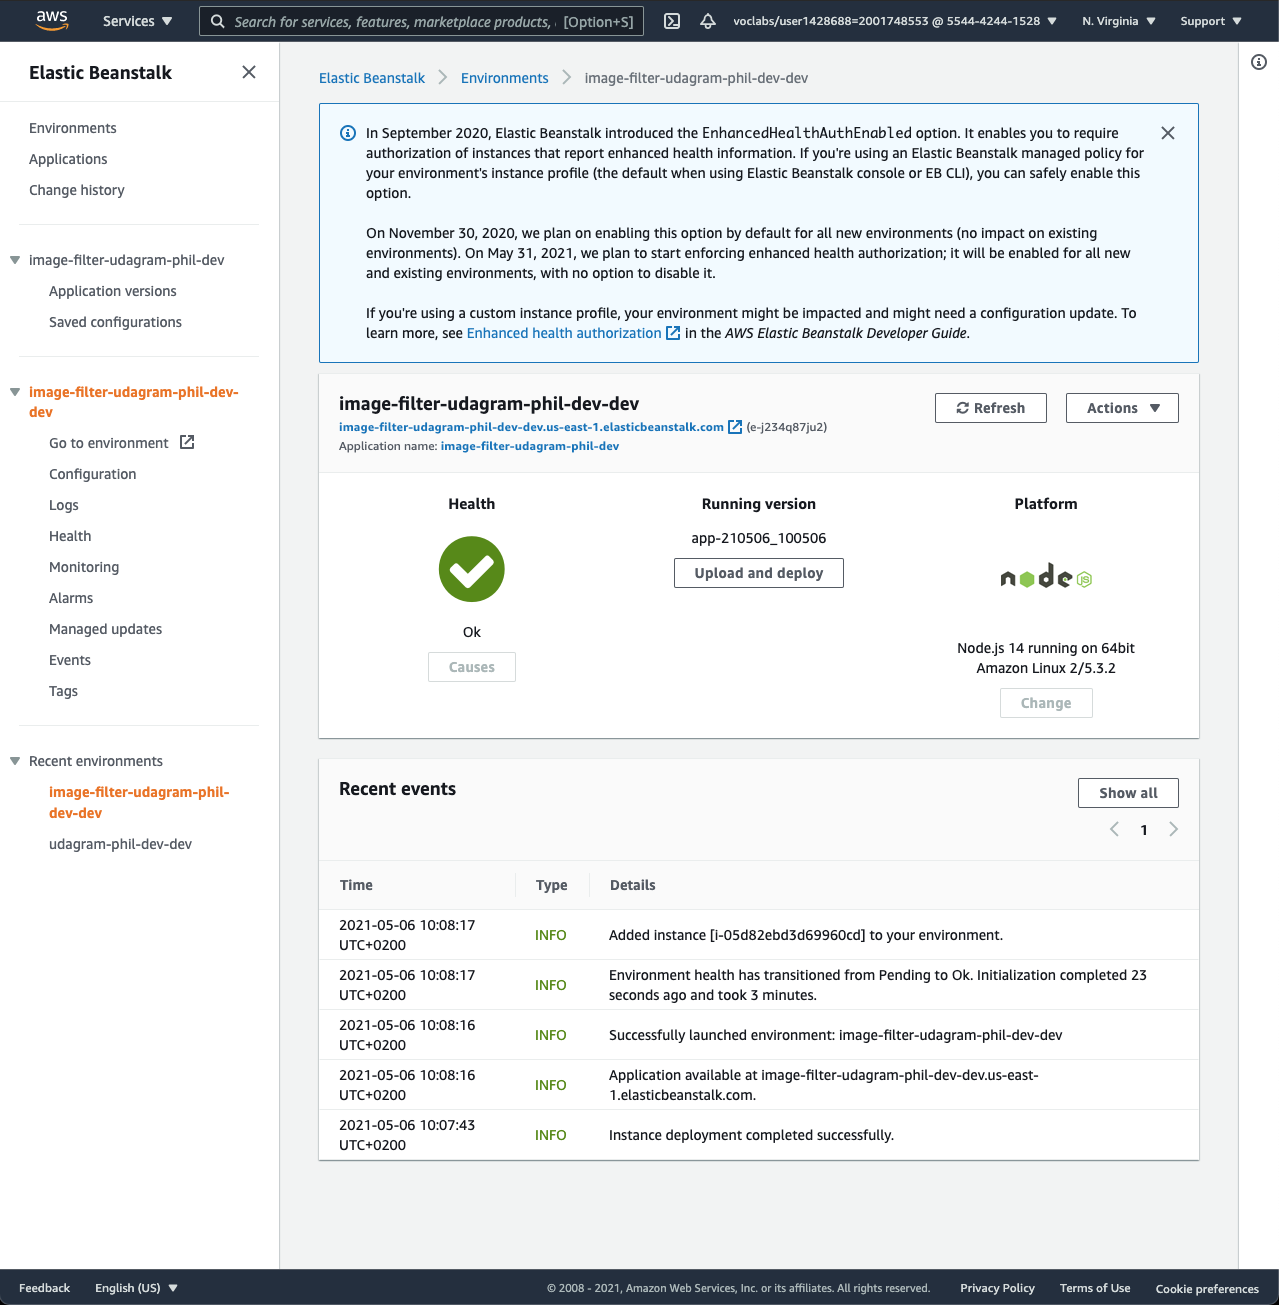 aws
Services
Search for services, features, marketplace products, [Option+S]
voclabs/user1428688=2001748553 @ 5544-4244-1528
N. Virginia
Support
Elastic Beanstalk
Environments
Applications
Change history
image-filter-udagram-phil-dev
Application versions
Saved configurations
image-filter-udagram-phil-dev-
dev
Go to environment
Configuration
Logs
Health
Monitoring
Alarms
Managed updates
Events
Tags
Recent environments
image-filter-udagram-phil-
dev-dev
udagram-phil-dev-dev
Elastic Beanstalk
Environments
image-filter-udagram-phil-dev-dev
In September 2020, Elastic Beanstalk introduced the EnhancedHealthAuthEnabled option. It enables you to require
authorization of instances that report enhanced health information. If you're using an Elastic Beanstalk managed policy for
your environment's instance profile (the default when using Elastic Beanstalk console or EB CLI), you can safely enable this
option.
On November 30, 2020, we plan on enabling this option by default for all new environments (no impact on existing
environments). On May 31, 2021, we plan to start enforcing enhanced health authorization; it will be enabled for all new
and existing environments, with no option to disable it.
If you're using a custom instance profile, your environment might be impacted and might need a configuration update. To
learn more, see Enhanced health authorization in the AWS Elastic Beanstalk Developer Guide.
image-filter-udagram-phil-dev-dev
Refresh
Actions
image-filter-udagram-phil-dev-dev.us-east-1.elasticbeanstalk.com (e-j234q87ju2)
Application name: image-filter-udagram-phil-dev
Health
Ok
Causes
Running version
app-210506_100506
Upload and deploy
Platform
node JS
Node.js 14 running on 64bit
Amazon Linux 2/5.3.2
Change
Recent events
Show all
1
Time Type Details
2021-05-06 10:08:17
UTC+0200
INFO
Added instance [i-05d82ebd3d69960cd] to your environment.
2021-05-06 10:08:17
UTC+0200
INFO
Environment health has transitioned from Pending to Ok. Initialization completed 23
seconds ago and took 3 minutes.
2021-05-06 10:08:16
UTC+0200
INFO
Successfully launched environment: image-filter-udagram-phil-dev-dev
2021-05-06 10:08:16
UTC+0200
INFO
Application available at image-filter-udagram-phil-dev-dev.us-east-
1.elasticbeanstalk.com.
2021-05-06 10:07:43
UTC+0200
INFO
Instance deployment completed successfully.
Feedback
English (US)
© 2008 - 2021, Amazon Web Services, Inc. or its affiliates. All rights reserved.
Privacy Policy
Terms of Use
Cookie preferences